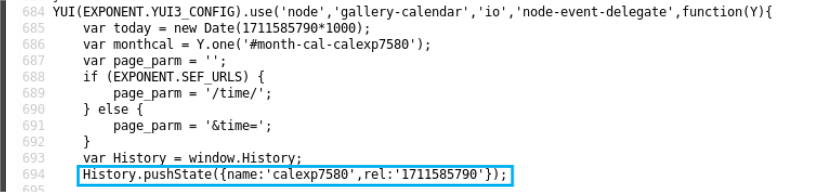 684 YUI(EXPONENT.YUI3_CONFIG).use('node','gallery-calendar','io','node-event-delegate',function(Y){
685     var today = new Date(1711585790*1000);
686     var monthcal = Y.one('#month-cal-calexp7580');
687     var page_parm = '';
688     if (EXPONENT.SEF_URLS) {
689         page_parm = '/time/';
690     } else {
691         page_parm = '&time=';
692     }
693     var History = window.History;
694     History.pushState({name:'calexp7580',rel:'1711585790'});
695